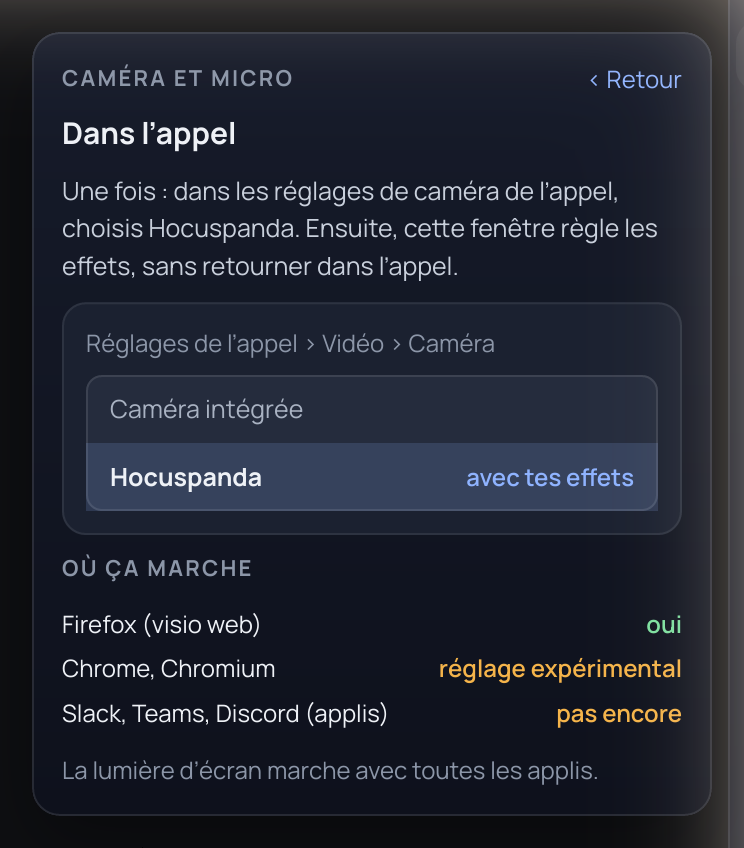 CAMÉRA ET MICRO
‹ Retour
Dans l’appel
Une fois : dans les réglages de caméra de l’appel,
choisis Hocuspanda. Ensuite, cette fenêtre règle les
effets, sans retourner dans l’appel.
Réglages de l’appel › Vidéo › Caméra
Caméra intégrée
Hocuspanda avec tes effets
OÙ ÇA MARCHE
Firefox (visio web) oui
Chrome, Chromium réglage expérimental
Slack, Teams, Discord (applis) pas encore
La lumière d’écran marche avec toutes les applis.